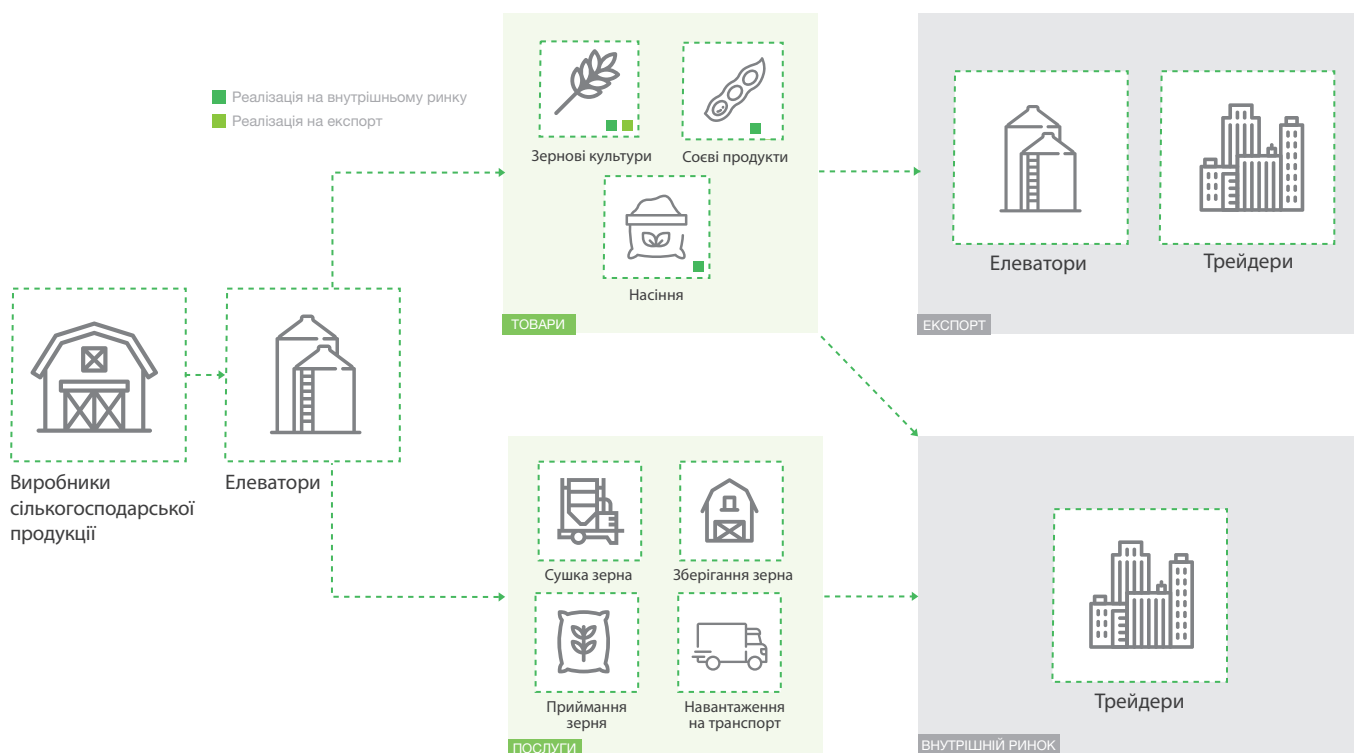 Реалізація на внутрішньому ринку
Реалізація на експорт
Зернові культури
Соєві продукти
Насіння
ТОВАРИ
Елеватори
Трейдери
ЕКСПОРТ
Виробники
сількогосподарської
продукції
Елеватори
Сушка зерна
Зберігання зерна
Приймання
зерня
Навантаження
на транспорт
ПОСЛУГИ
Трейдери
ВНУТРІШНІЙ РИНОК